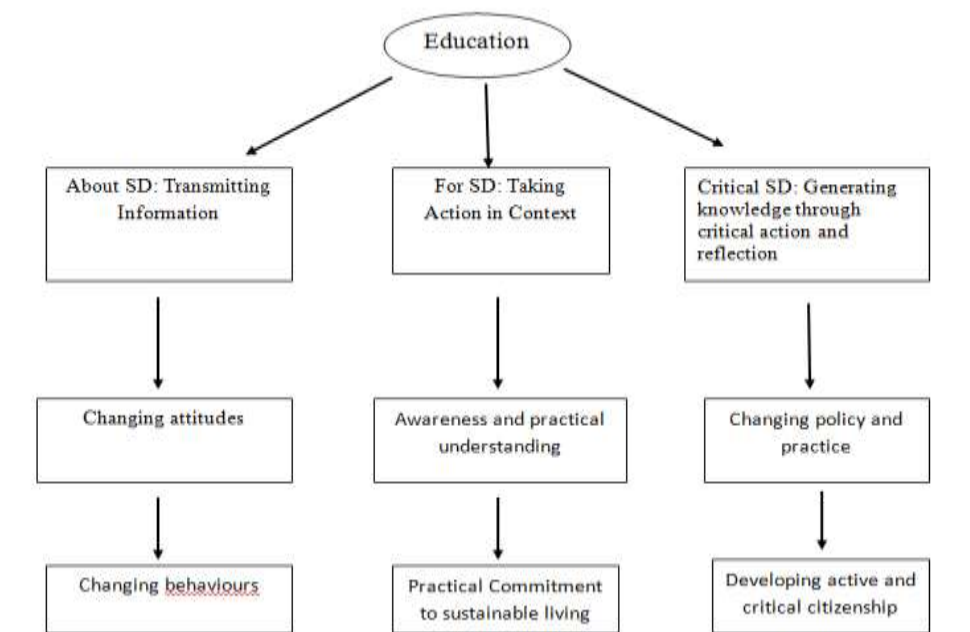 Education
About SD: Transmitting
Information
For SD: Taking
Action in Context
Critical SD: Generating
knowledge through
critical action and
reflection
Changing attitudes
Awareness and practical
understanding
Changing policy and
practice
Changing behaviours
Practical Commitment
to sustainable living
Developing active and
critical citizenship